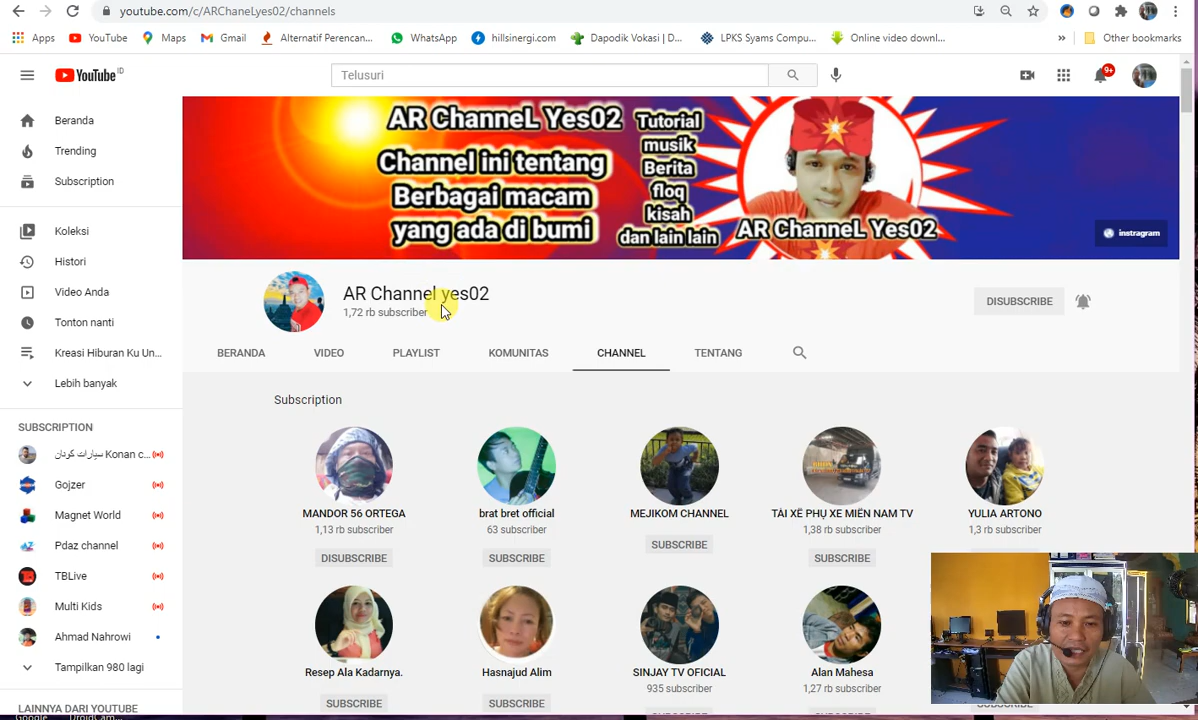 youtube.com/c/ARChaneLyes02/channels
Apps
YouTube
Maps
Gmail
Alternatif Perencan...
WhatsApp
hillsinergi.com
Dapodik Vokasi | D...
LPKS Syams Compu...
Online video downl...
»
Other bookmarks
YouTube ID
Telusuri
9+
Beranda
Trending
Subscription
Koleksi
Histori
Video Anda
Tonton nanti
Kreasi Hiburan Ku Un...
Lebih banyak
SUBSCRIPTION
سيارات كردان Konan c...
Gojzer
Magnet World
Pdaz channel
TBLive
Multi Kids
Ahmad Nahrowi
Tampilkan 980 lagi
LAINNYA DARI YOUTUBE
AR ChanneL Yes02
Channel ini tentang
Berbagai macam
yang ada di bumi
Tutorial
musik
Berita
floq
kisah
dan lain lain
AR ChanneL Yes02
instragram
AR Channel yes02
1,72 rb subscriber
DISUBSCRIBE
BERANDA
VIDEO
PLAYLIST
KOMUNITAS
CHANNEL
TENTANG
Subscription
MANDOR 56 ORTEGA
1,13 rb subscriber
DISUBSCRIBE
brat bret official
63 subscriber
SUBSCRIBE
MEJIKOM CHANNEL
SUBSCRIBE
TÀI XẾ PHỤ XE MIỀN NAM TV
1,38 rb subscriber
SUBSCRIBE
YULIA ARTONO
1,3 rb subscriber
Resep Ala Kadarnya.
SUBSCRIBE
Hasnajud Alim
SUBSCRIBE
SINJAY TV OFICIAL
935 subscriber
Alan Mahesa
1,27 rb subscriber
Google
DroidCam...